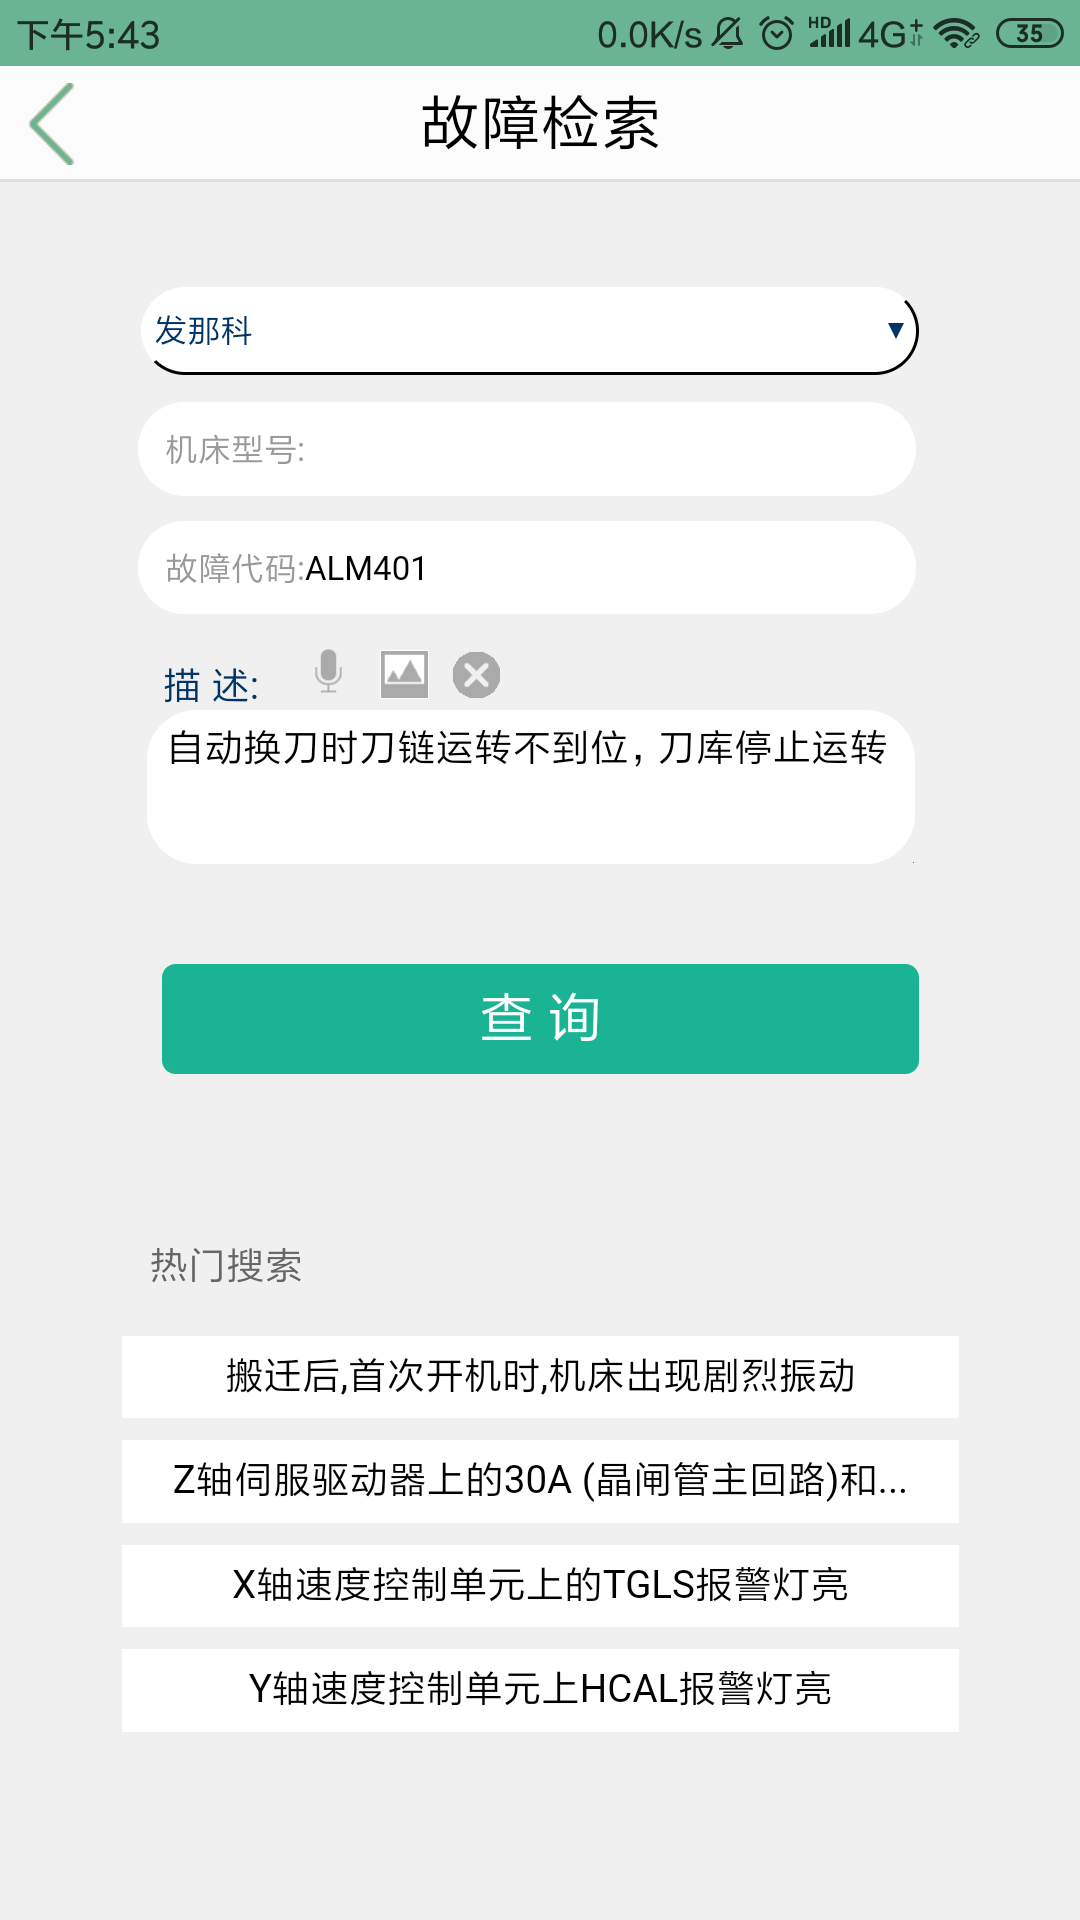 下午5:43
0.0K/s HD 4G+ 35
故障检索
发那科
机床型号:
故障代码:ALM401
描 述:
自动换刀时刀链运转不到位，刀库停止运转
查 询
热门搜索
搬迁后,首次开机时,机床出现剧烈振动
Z轴伺服驱动器上的30A (晶闸管主回路)和...
X轴速度控制单元上的TGLS报警灯亮
Y轴速度控制单元上HCAL报警灯亮